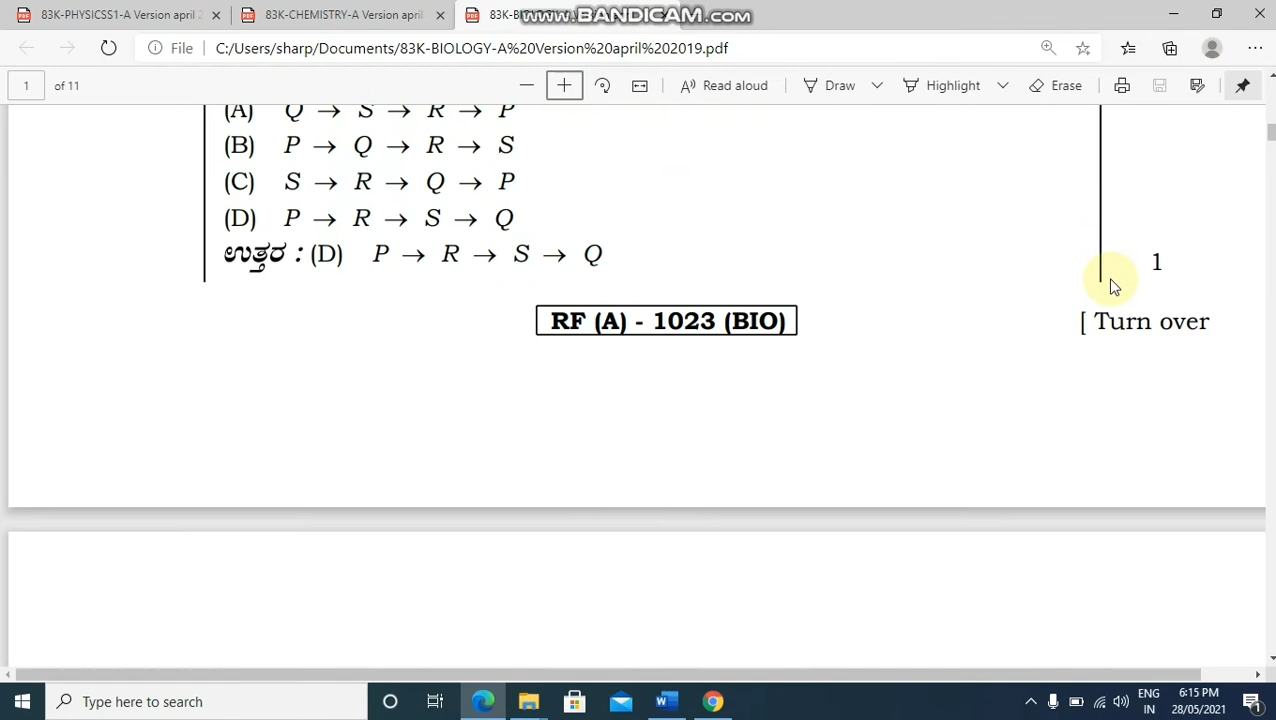 83K-PHYSICSS1-A Version april 2
83K-CHEMISTRY-A Version april
83K-B
www.BANDICAM.com
File
C:/Users/sharp/Documents/83K-BIOLOGY-A%20Version%20april%202019.pdf
1 of 11
Read aloud
Draw
Highlight
Erase
(A) Q → S → R → P
(B) P → Q → R → S
(C) S → R → Q → P
(D) P → R → S → Q
ಉತ್ತರ : (D) P → R → S → Q
1
RF (A) - 1023 (BIO)
[ Turn over
Type here to search
ENG
IN
6:15 PM
28/05/2021
1